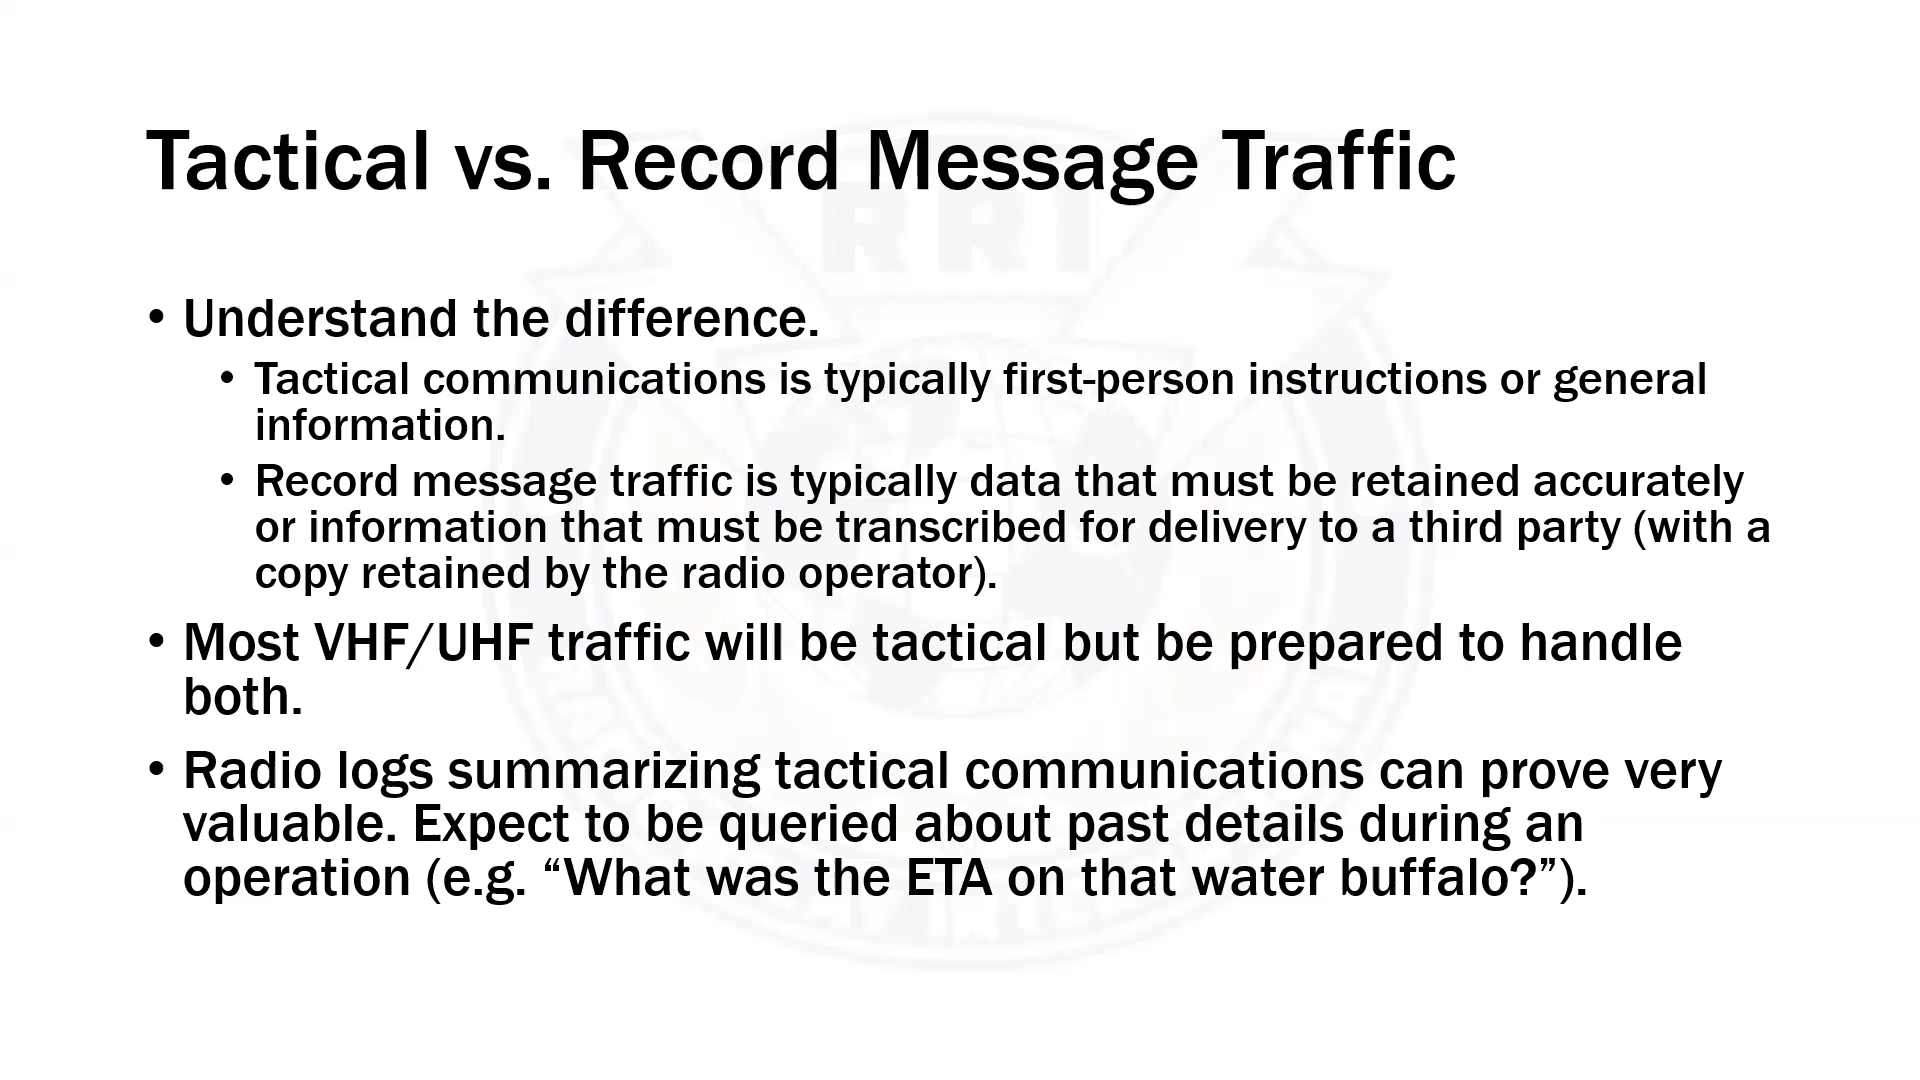 Tactical vs. Record Message Traffic
• Understand the difference.
• Tactical communications is typically first-person instructions or general
information.
• Record message traffic is typically data that must be retained accurately
or information that must be transcribed for delivery to a third party (with a
copy retained by the radio operator).
• Most VHF/UHF traffic will be tactical but be prepared to handle
both.
• Radio logs summarizing tactical communications can prove very
valuable. Expect to be queried about past details during an
operation (e.g. “What was the ETA on that water buffalo?”).
RRI